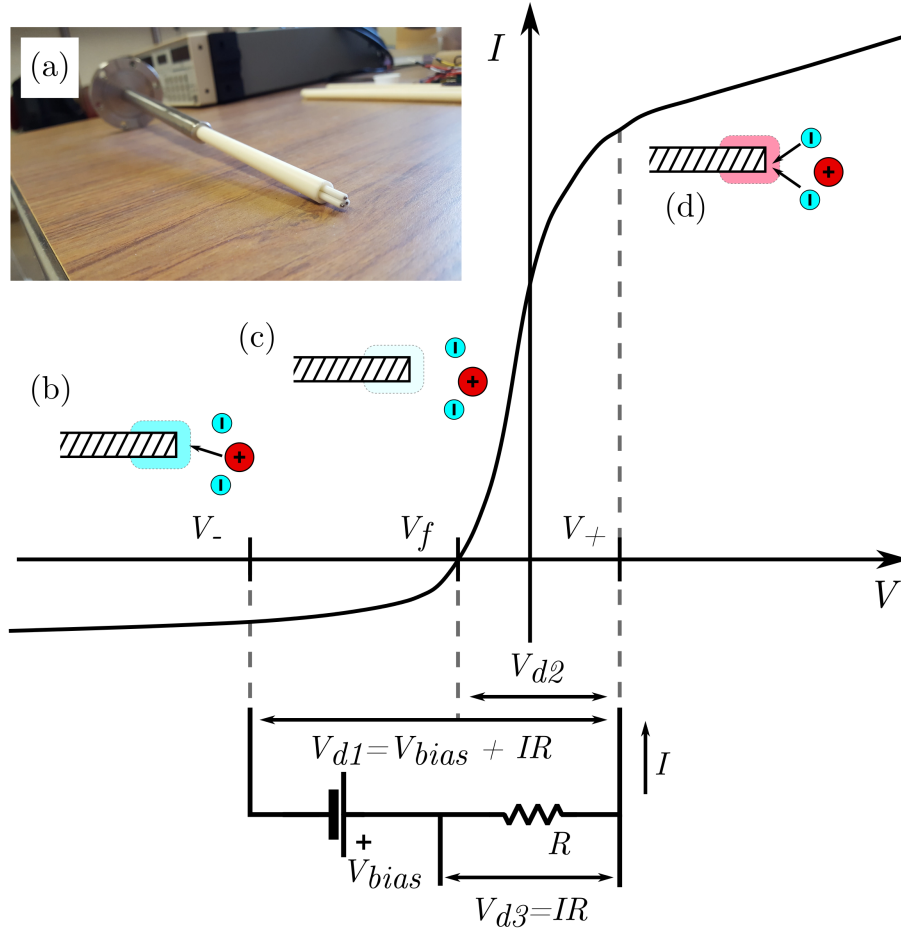 (a)
I
(d)
(c)
(b)
V-
Vf
V+
V
Vd2
Vd1=Vbias + IR
I
+
R
Vbias
Vd3=IR